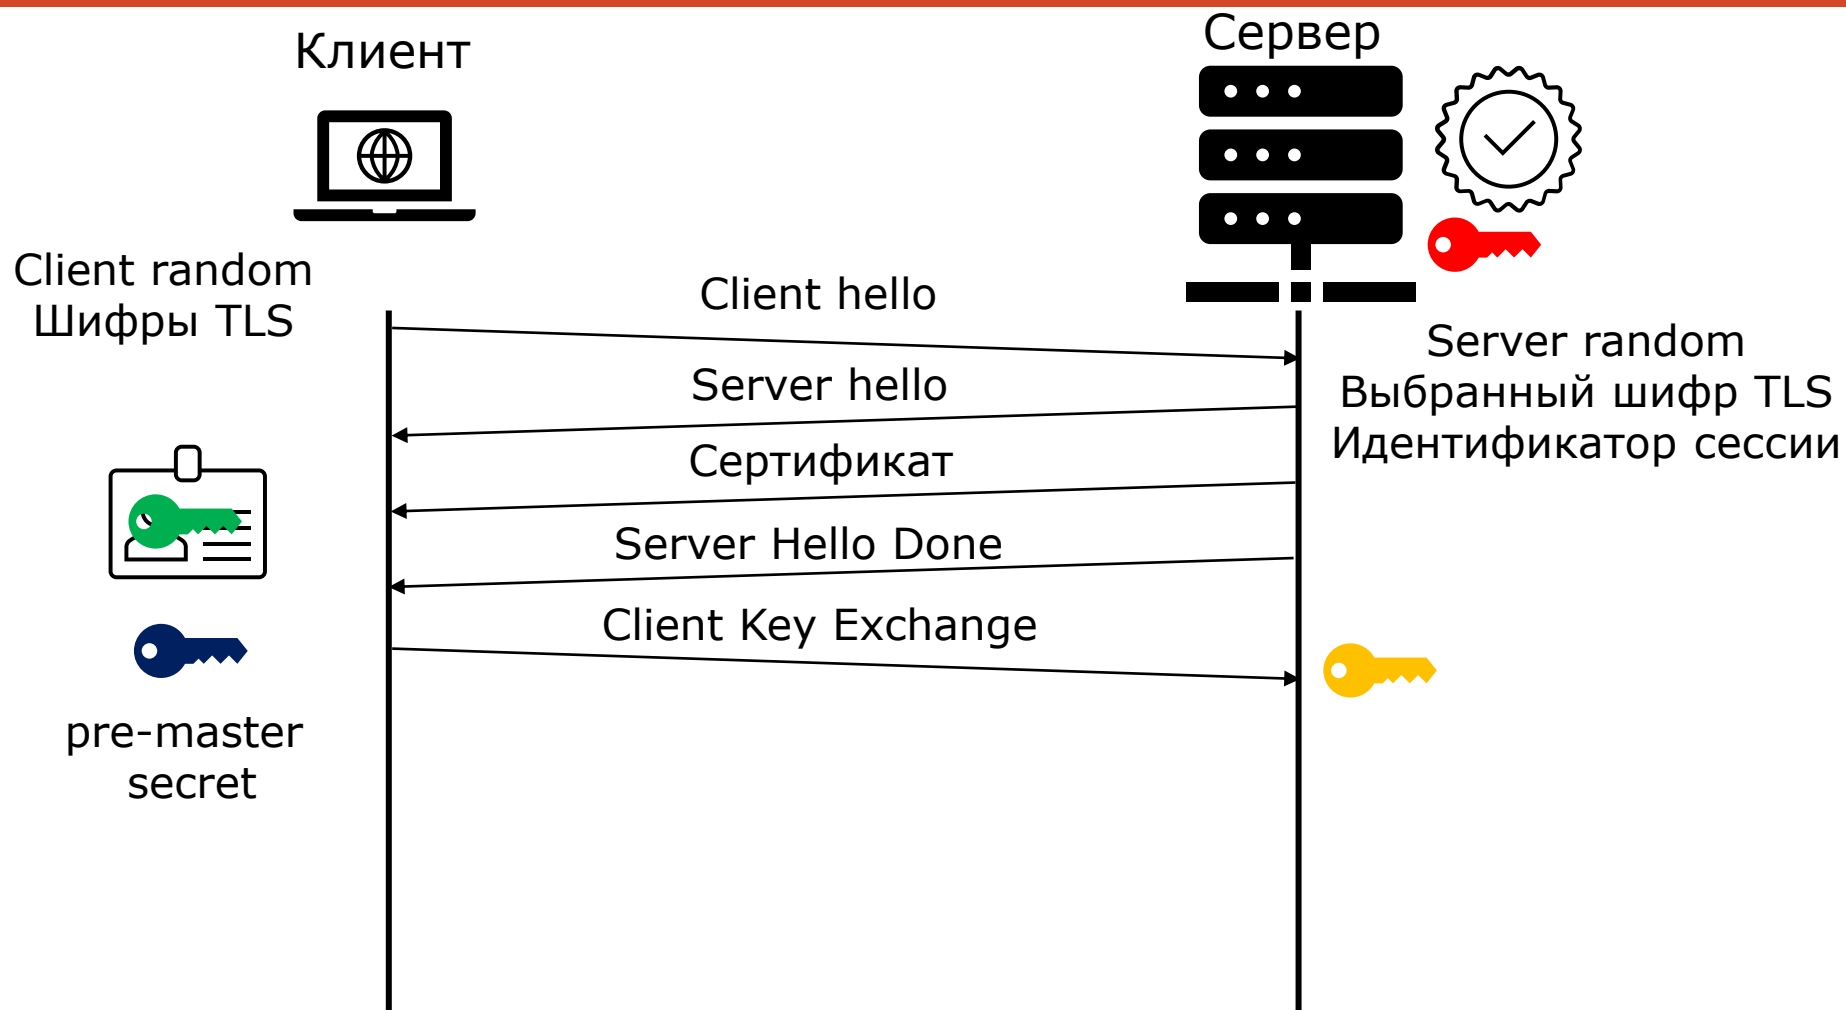 Клиент
Сервер
Client random
Шифры TLS
Client hello
Server random
Выбранный шифр TLS
Идентификатор сессии
Server hello
Сертификат
Server Hello Done
Client Key Exchange
pre-master
secret